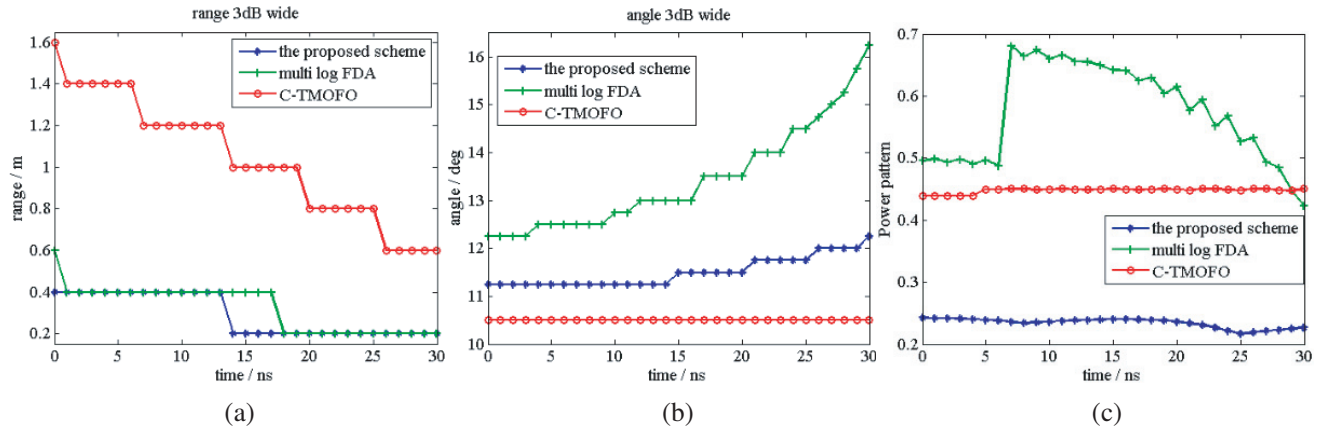 range 3dB wide
1.6
1.4
1.2
1
0.8
0.6
0.4
0.2
0 5 10 15 20 25 30
range / m
time / ns
the proposed scheme
multi log FDA
C-TMOFO
(a)
angle 3dB wide
16
15
14
13
12
11
10
0 5 10 15 20 25 30
angle / deg
time / ns
the proposed scheme
multi log FDA
C-TMOFO
(b)
0.7
0.6
0.5
0.4
0.3
0.2
0 5 10 15 20 25 30
Power pattern
time / ns
the proposed scheme
multi log FDA
C-TMOFO
(c)